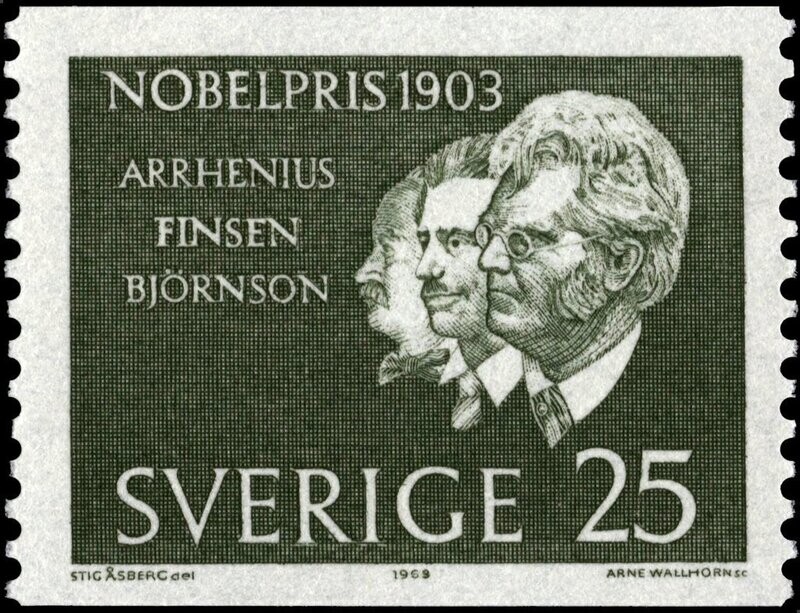 NOBELPRIS 1903
ARRHENIUS
FINSEN
BJÖRNSON
SVERIGE 25
STIG ÅSBERG del 1963 ARNE WALLHORN sc